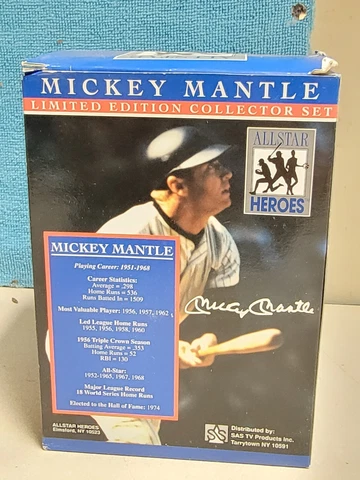 MICKEY MANTLE
LIMITED EDITION COLLECTOR SET
ALLSTAR
HEROES
MICKEY MANTLE
Playing Career: 1951-1968
Career Statistics:
Average = .298
Home Runs = 536
Runs Batted In = 1509
Most Valuable Player: 1956, 1957, 1962
Led League Home Runs
1955, 1956, 1958, 1960
1956 Triple Crown Season
Batting Average = .353
Home Runs = 52
RBI = 130
All-Star:
1952-1965, 1967, 1968
Major League Record
18 World Series Home Runs
Elected to the Hall of Fame: 1974
Mickey Mantle
ALLSTAR HEROES
Elmsford, NY 10523
SAS
Distributed by:
SAS TV Products Inc.
Tarrytown NY 10591